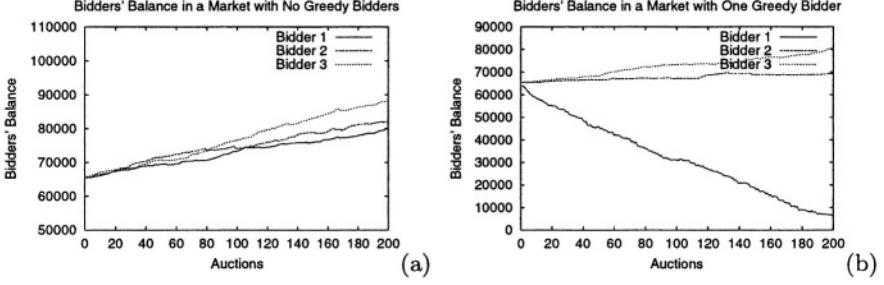 Bidders' Balance in a Market with No Greedy Bidders
110000
100000
90000
80000
70000
60000
50000
Bidders' Balance
Bidder 1
Bidder 2
Bidder 3
0 20 40 60 80 100 120 140 160 180 200
Auctions
(a)
Bidders' Balance in a Market with One Greedy Bidder
90000
80000
70000
60000
50000
40000
30000
20000
10000
0
Bidders' Balance
Bidder 1
Bidder 2
Bidder 3
0 20 40 60 80 100 120 140 160 180 200
Auctions
(b)